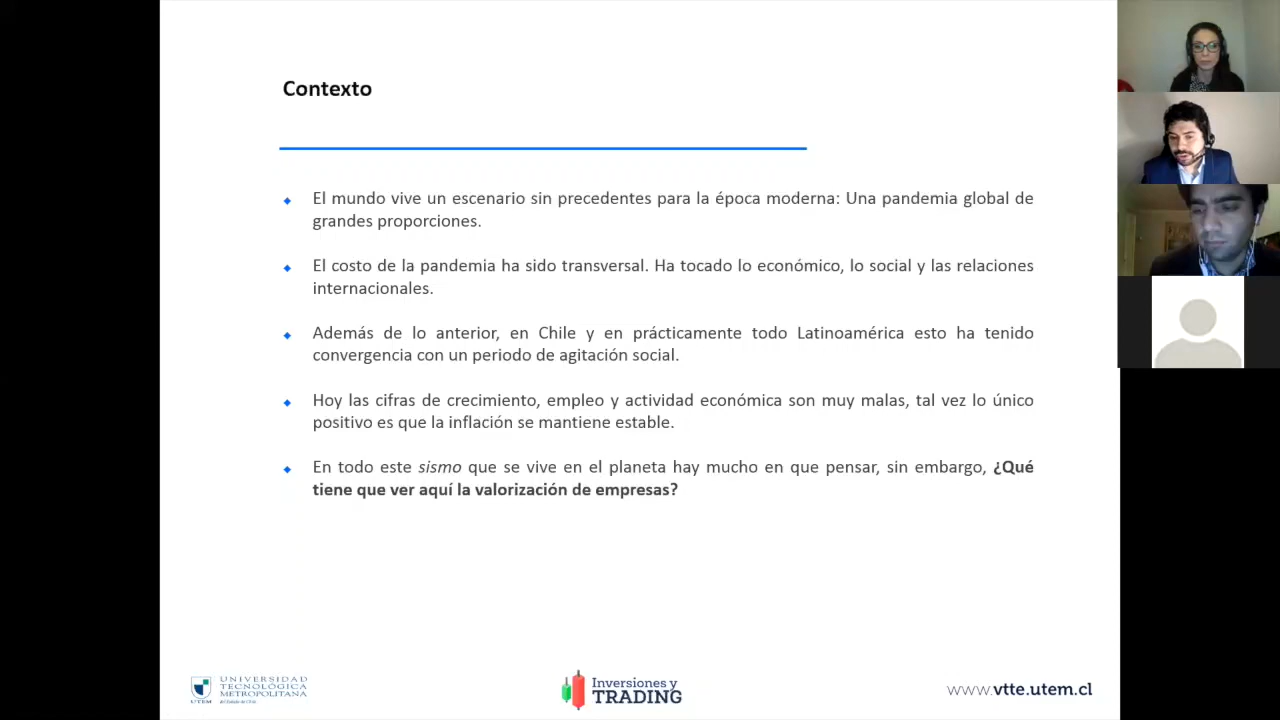 Contexto
El mundo vive un escenario sin precedentes para la época moderna: Una pandemia global de
grandes proporciones.
El costo de la pandemia ha sido transversal. Ha tocado lo económico, lo social y las relaciones
internacionales.
Además de lo anterior, en Chile y en prácticamente todo Latinoamérica esto ha tenido
convergencia con un periodo de agitación social.
Hoy las cifras de crecimiento, empleo y actividad económica son muy malas, tal vez lo único
positivo es que la inflación se mantiene estable.
En todo este sismo que se vive en el planeta hay mucho en que pensar, sin embargo, ¿Qué
tiene que ver aquí la valorización de empresas?
UTEM
UNIVERSIDAD
TECNOLÓGICA
METROPOLITANA
del Estado de Chile
Inversiones y
TRADING
www.vtte.utem.cl